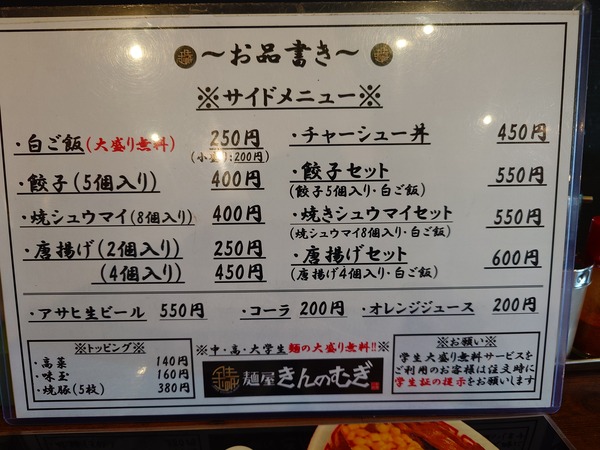 ～お品書き～
※サイドメニュー※
・白ご飯(大盛り無料) 250円
(小盛り:200円)
・餃子(5個入り) 400円
・焼シュウマイ(8個入り) 400円
・唐揚げ(2個入り) 250円
(4個入り) 450円
・チャーシュー丼 450円
・餃子セット 550円
(餃子5個入り・白ご飯)
・焼きシュウマイセット 550円
(焼シュウマイ8個入り・白ご飯)
・唐揚げセット 600円
(唐揚げ4個入り・白ご飯)
・アサヒ生ビール 550円 ・コーラ 200円 ・オレンジジュース 200円
※トッピング※
・高菜 140円
・味玉 160円
・焼豚(5枚) 380円
※中・高・大学生麺の大盛り無料!!※
麺屋 きんのむぎ
※お願い※
学生大盛り無料サービスを
ご利用のお客様は注文時に
学生証の提示をお願いします